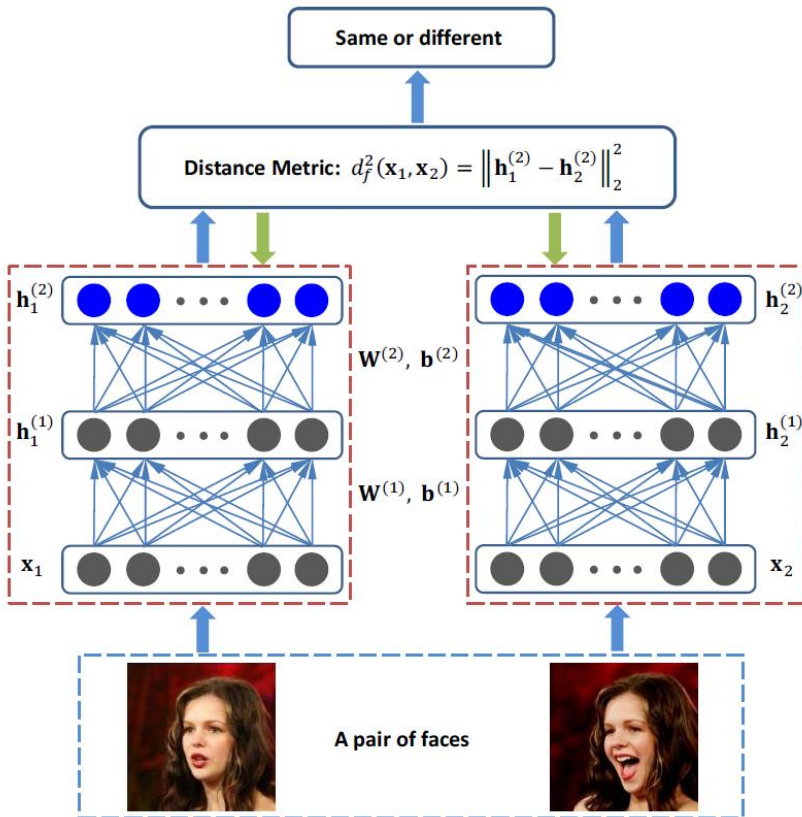 Same or different
Distance Metric: d_f^2(x_1, x_2) = ‖h_1^{(2)} − h_2^{(2)}‖_2^2
h_1^{(2)} h_2^{(2)}
W^{(2)}, b^{(2)}
h_1^{(1)} h_2^{(1)}
W^{(1)}, b^{(1)}
x_1 x_2
A pair of faces